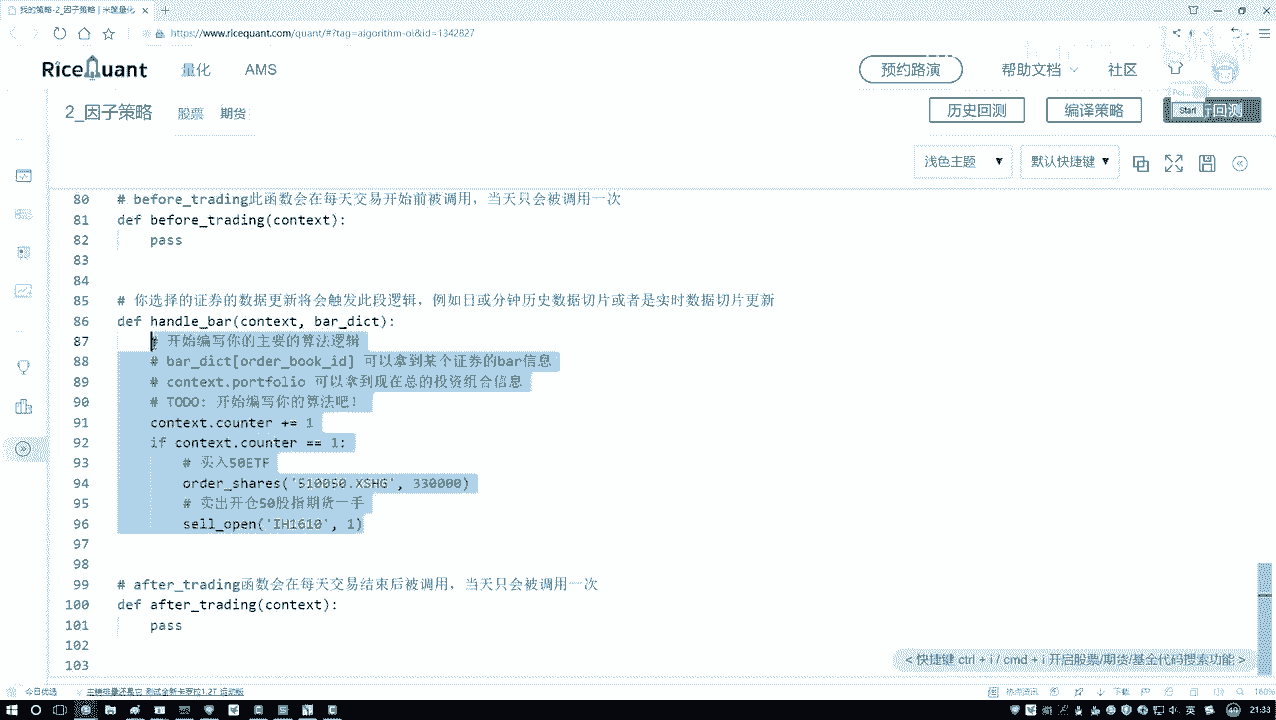 找的策略-2_因子策略 | 米筐量化
https://www.ricequant.com/quant/#?tag=algorithm-ol&id=1342827
RiceQuant 量化 AMS 预约路演 帮助文档 社区
2_因子策略 股票 期货 历史回测 编译策略 Start 回测
浅色主题 默认快捷键
80 # before_trading此函数会在每天交易开始前被调用，当天只会被调用一次
81 def before_trading(context):
82 pass
83
84
85 # 你选择的证券的数据更新将会触发此段逻辑，例如日或分钟历史数据切片或者是实时数据切片更新
86 def handle_bar(context, bar_dict):
87 # 开始编写你的主要的算法逻辑
88 # bar_dict[order_book_id] 可以拿到某个证券的bar信息
89 # context.portfolio 可以拿到现在总的投资组合信息
90 # TODO: 开始编写你的算法吧！
91 context.counter += 1
92 if context.counter == 1:
93 # 买入50ETF
94 order_shares('510050.XSHG', 330000)
95 # 卖出开仓50股指期货一手
96 sell_open('IH1610', 1)
97
98
99 # after_trading函数会在每天交易结束后被调用，当天只会被调用一次
100 def after_trading(context):
101 pass
102
103
< 快捷键 ctrl + i / cmd + i 开启股票/期货/基金代码搜索功能 >
今日优选 热点资讯 下载 160%
英 21:33